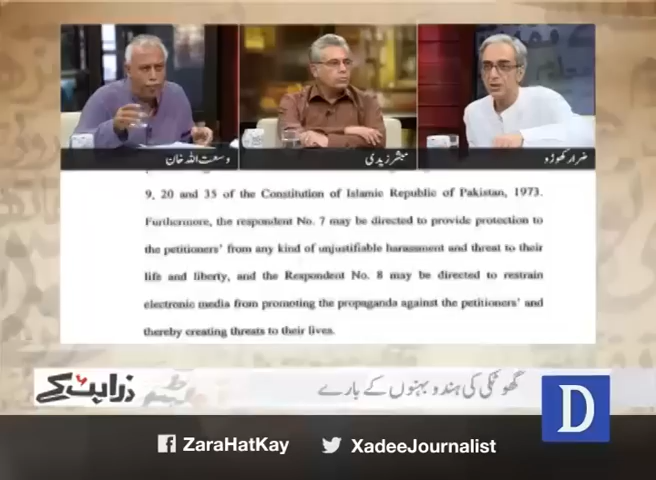 وسعت اللہ خان
مبشر زیدی
ضرار کھوڑو
9, 20 and 35 of the Constitution of Islamic Republic of Pakistan, 1973.
Furthermore, the respondent No. 7 may be directed to provide protection to
the petitioners' from any kind of unjustifiable harassment and threat to their
life and liberty, and the Respondent No. 8 may be directed to restrain
electronic media from promoting the propaganda against the petitioners' and
thereby creating threats to their lives.
گھوٹکی کی ہندو بہنوں کے بارے
ذرا ہٹ کے
D
ZaraHatKay
XadeeJournalist